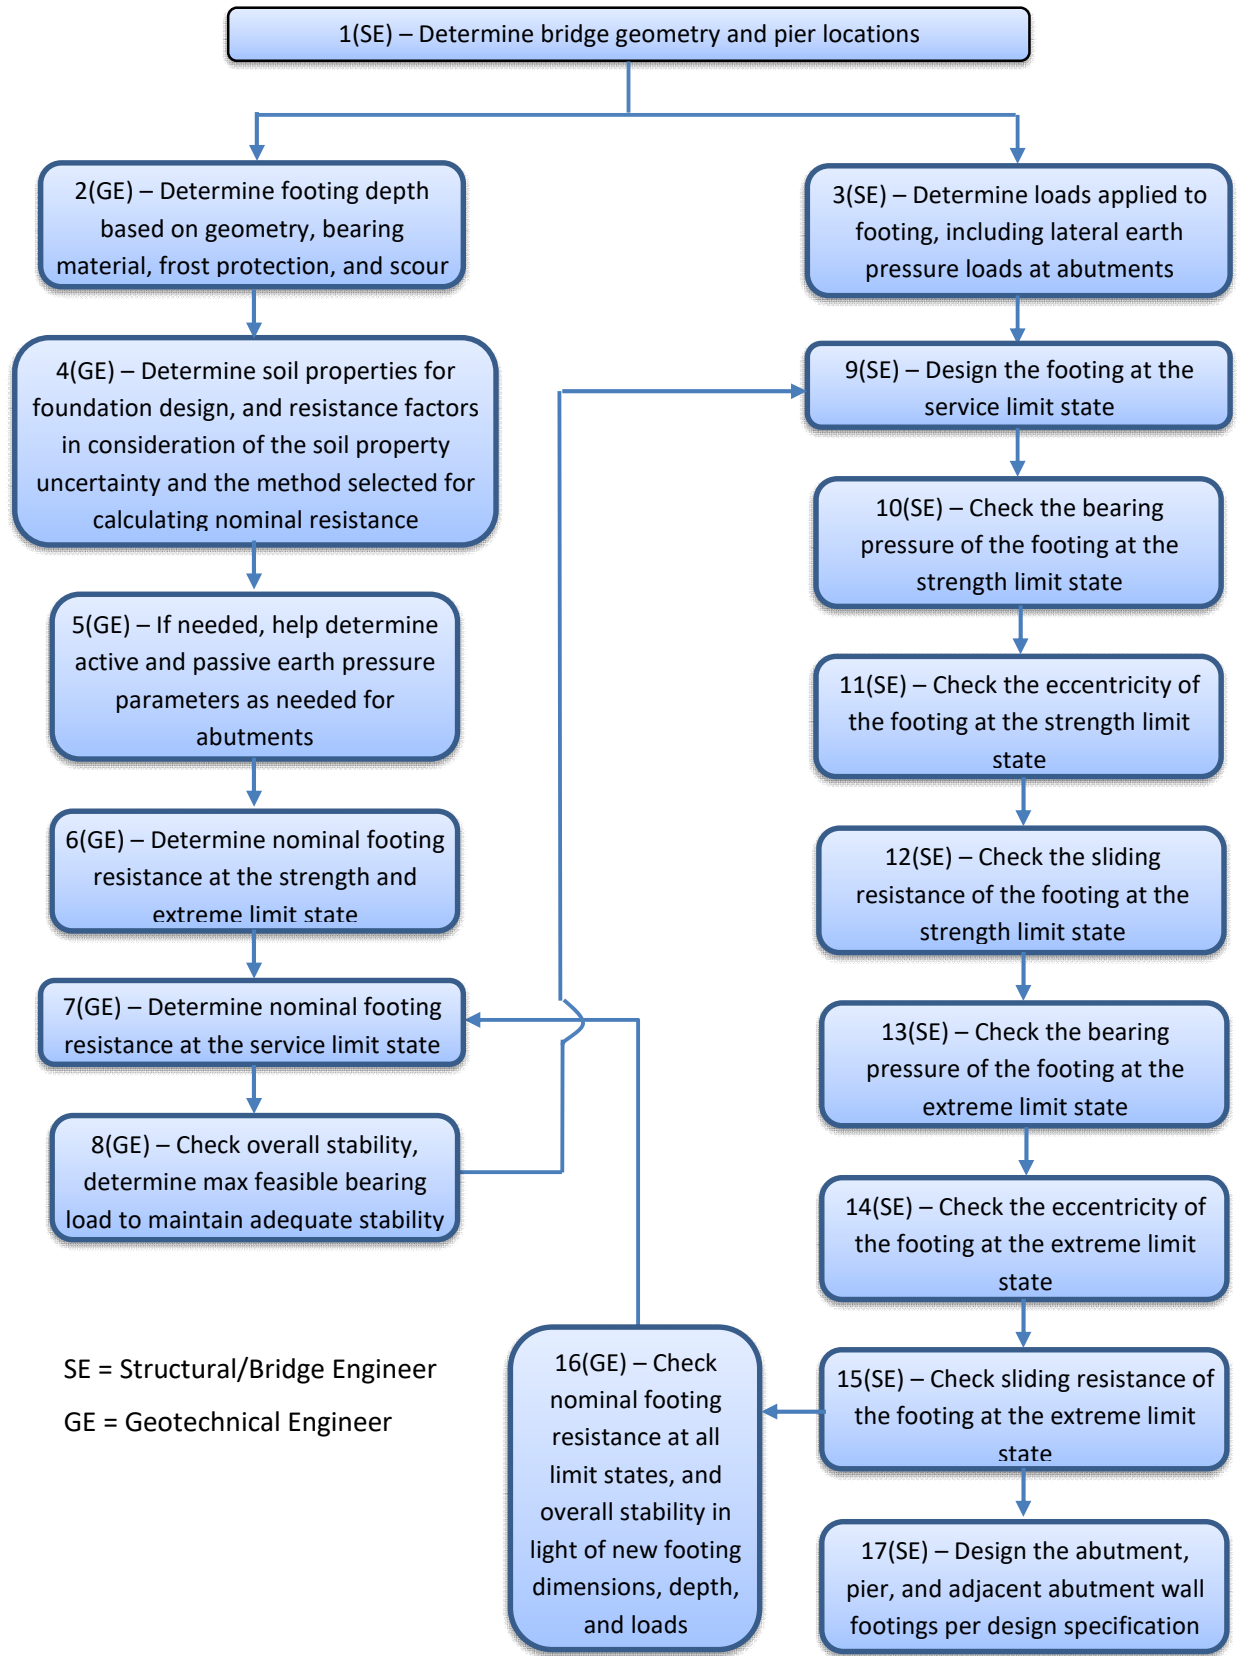 1(SE) – Determine bridge geometry and pier locations
2(GE) – Determine footing depth
based on geometry, bearing
material, frost protection, and scour
3(SE) – Determine loads applied to
footing, including lateral earth
pressure loads at abutments
4(GE) – Determine soil properties for
foundation design, and resistance factors
in consideration of the soil property
uncertainty and the method selected for
calculating nominal resistance
5(GE) – If needed, help determine
active and passive earth pressure
parameters as needed for
abutments
6(GE) – Determine nominal footing
resistance at the strength and
extreme limit state
7(GE) – Determine nominal footing
resistance at the service limit state
8(GE) – Check overall stability,
determine max feasible bearing
load to maintain adequate stability
9(SE) – Design the footing at the
service limit state
10(SE) – Check the bearing
pressure of the footing at the
strength limit state
11(SE) – Check the eccentricity of
the footing at the strength limit
state
12(SE) – Check the sliding
resistance of the footing at the
strength limit state
13(SE) – Check the bearing
pressure of the footing at the
extreme limit state
14(SE) – Check the eccentricity of
the footing at the extreme limit
state
15(SE) – Check sliding resistance of
the footing at the extreme limit
state
16(GE) – Check
nominal footing
resistance at all
limit states, and
overall stability in
light of new footing
dimensions, depth,
and loads
17(SE) – Design the abutment,
pier, and adjacent abutment wall
footings per design specification
SE = Structural/Bridge Engineer
GE = Geotechnical Engineer